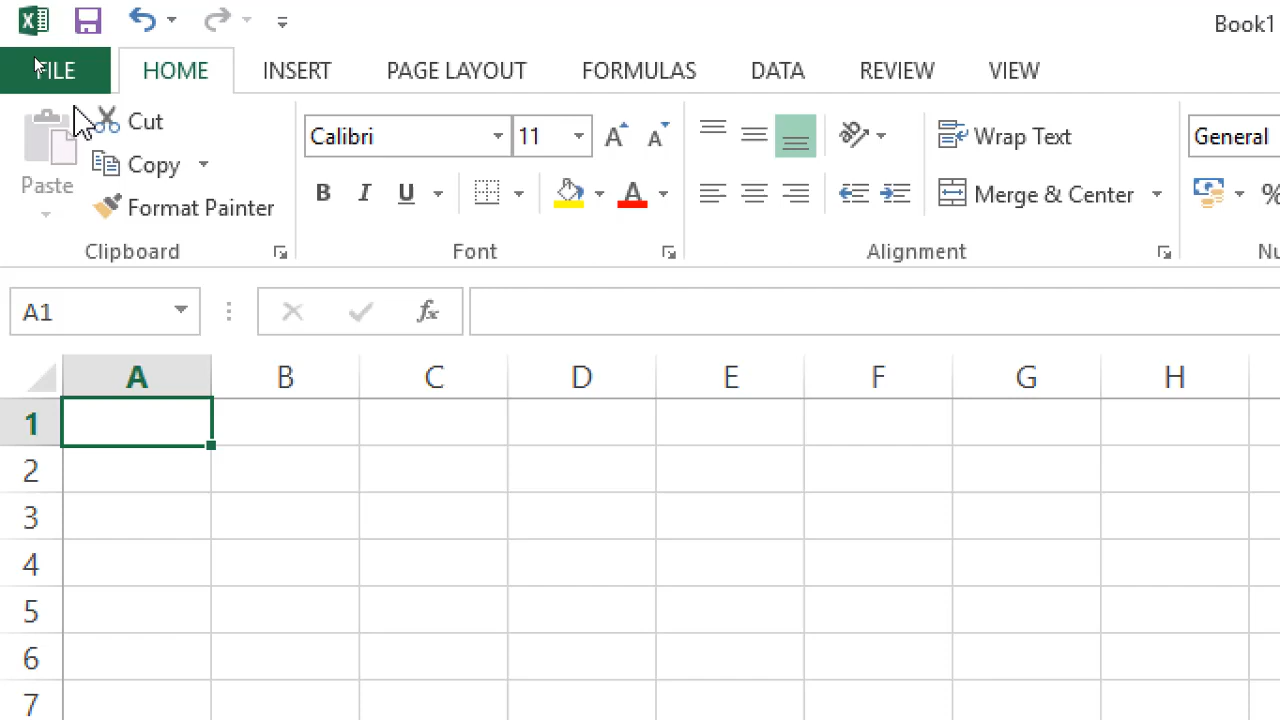 Book1
FILE HOME INSERT PAGE LAYOUT FORMULAS DATA REVIEW VIEW
Cut
Calibri 11 Wrap Text General
Copy
Paste
B I U A Merge & Center %
Format Painter
Clipboard Font Alignment Nu
A1 fx
A B C D E F G H
1
2
3
4
5
6
7